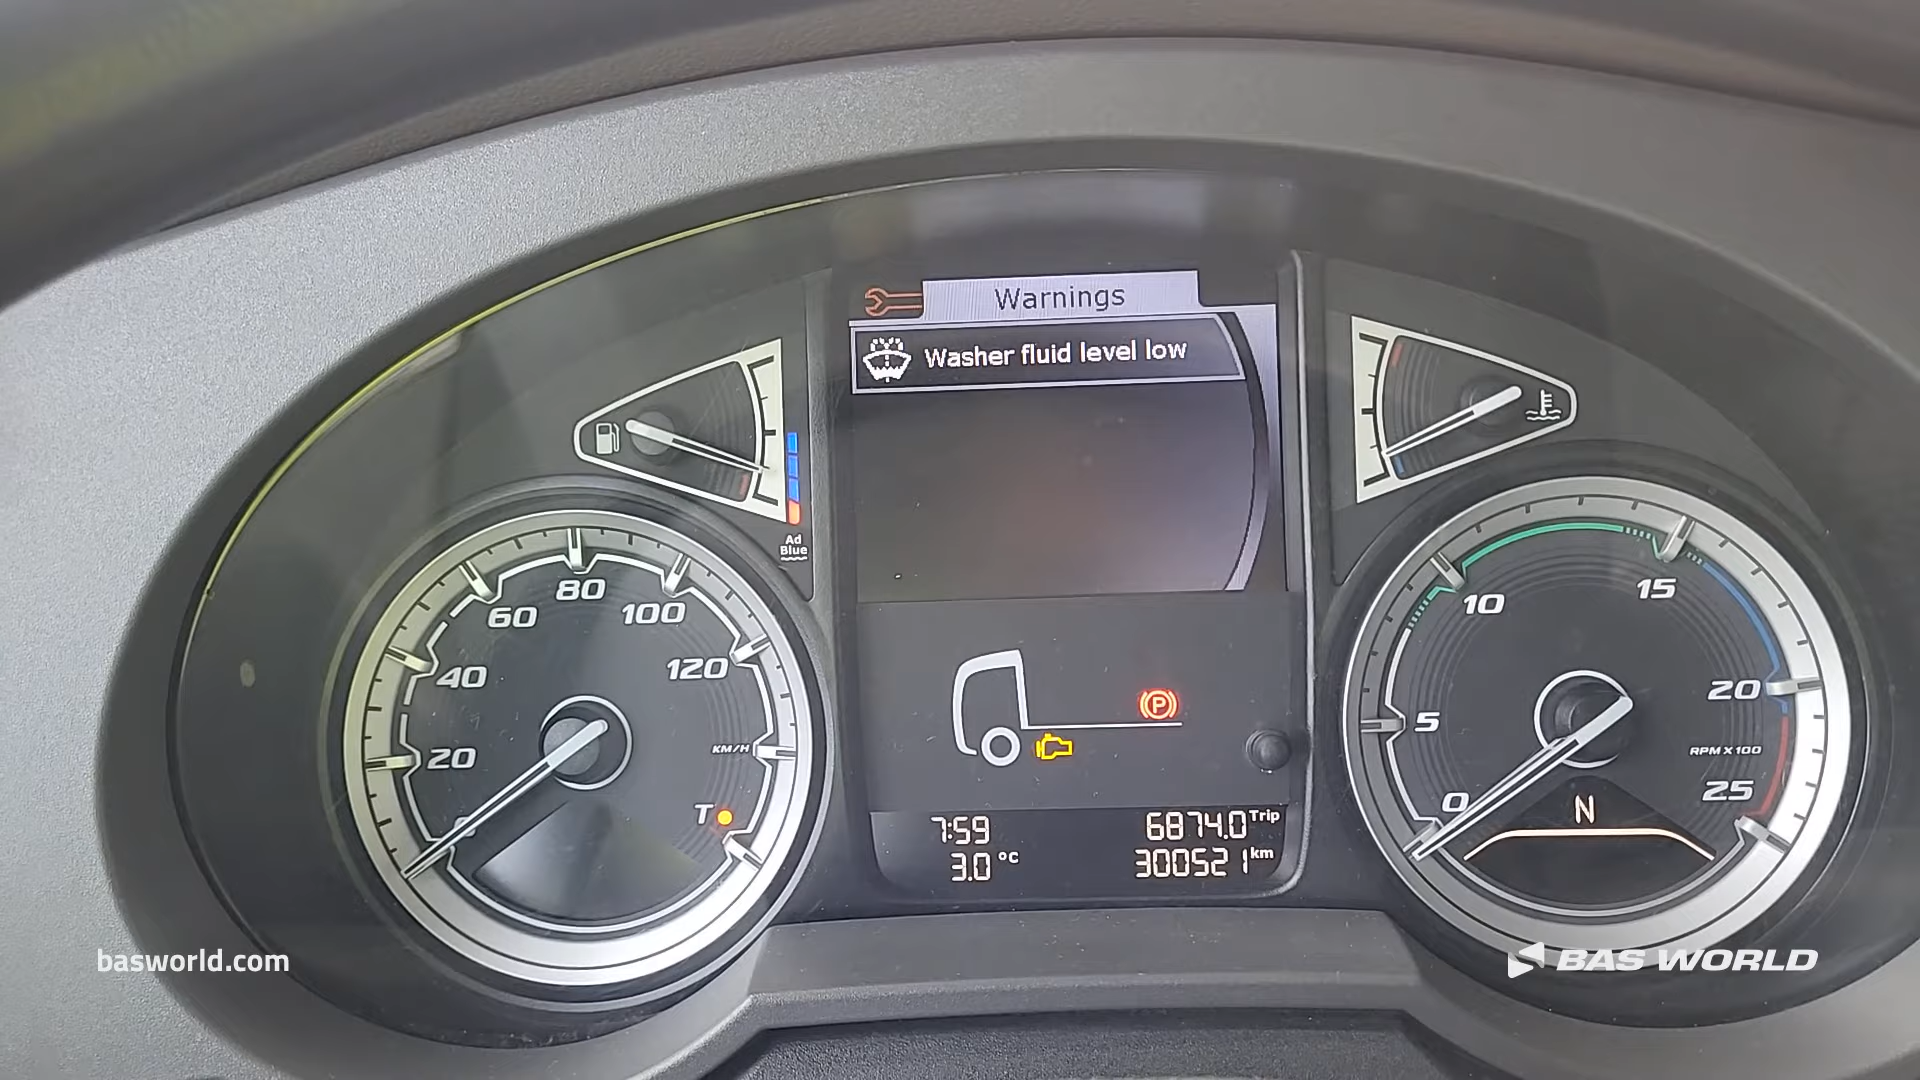 Warnings
Washer fluid level low
Ad
Blue
20
40
60
80
100
120
KM/H
T
0
5
10
15
20
25
RPM X 100
N
P
7:59
6874.0 Trip
3.0 °C
300521 km
basworld.com
BAS WORLD